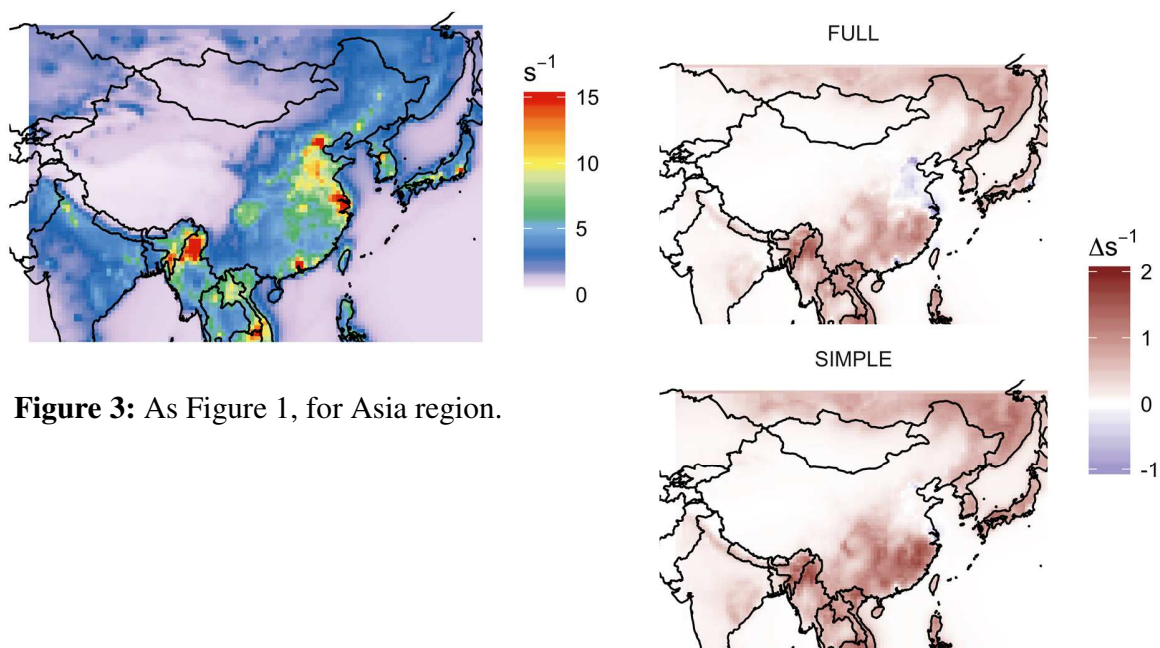 s⁻¹
15
10
5
0
Figure 3: As Figure 1, for Asia region.
FULL
SIMPLE
Δs⁻¹
2
1
0
-1